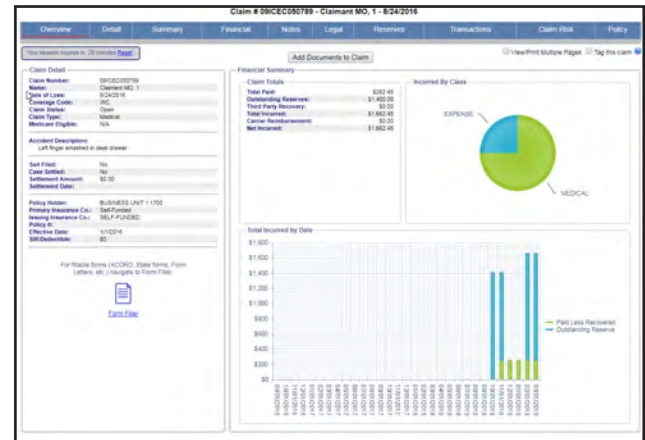 Claim # 09ICEC050789 - Claimant MO, 1 - 8/24/2016
Overview Detail Summary Financial Notes Legal Reserves Transactions Claim Risk Policy
Your session expires in: 29 minutes Reset
Add Documents to Claim
View/Print Multiple Pages Tag this claim
Claim Detail
Claim Number: 09ICEC050789
Name: Claimant MO, 1
Date of Loss: 8/24/2016
Coverage Code: WC
Claim Status: Open
Claim Type: Medical
Medicare Eligible: N/A
Accident Description:
Left finger smashed in desk drawer
Suit Filed: No
Case Settled: No
Settlement Amount: $0.00
Settlement Date:
Policy Holder: BUSINESS UNIT 1 1700
Primary Insurance Co.: Self-Funded
Issuing Insurance Co.: SELF-FUNDED
Policy #:
Effective Date: 1/1/2016
SIR/Deductible: $0
For fillable forms (ACORD, State forms, Form
Letters, etc.) navigate to Form Filler
Form Filler
Financial Summary
Claim Totals
Total Paid: $262.45
Outstanding Reserves: $1,400.00
Third Party Recovery: $0.00
Total Incurred: $1,662.45
Carrier Reimbursement: $0.00
Net Incurred: $1,662.45
Incurred By Class
EXPENSE
MEDICAL
Total Incurred by Date
$1,600
$1,400
$1,200
$1,000
$800
$600
$400
$200
$0
Paid Less Recovered
Outstanding Reserve